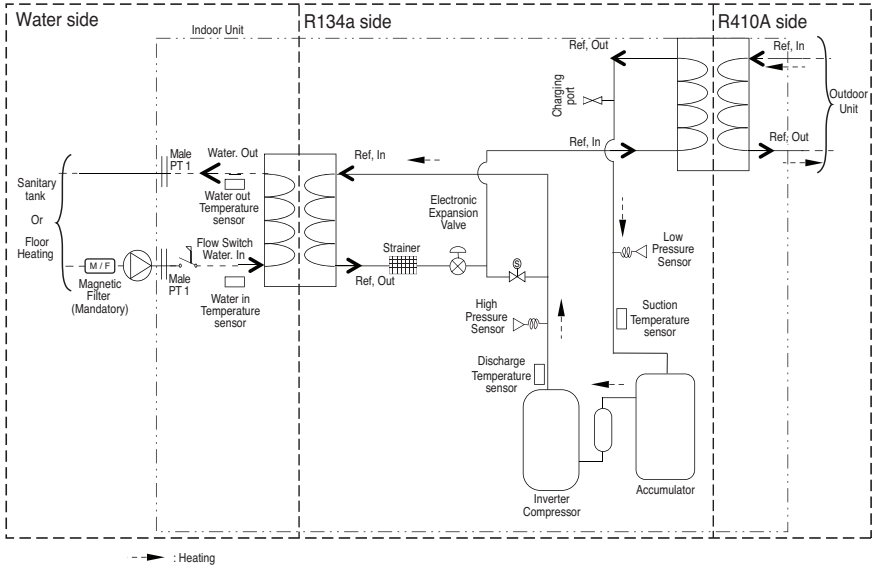 Water side
R134a side
R410A side
Indoor Unit
Ref, Out
Ref, In
Charging
port
Outdoor
Unit
Ref, In
Ref, Out
Male
PT 1
Water. Out
Ref, In
Sanitary
tank
Or
Floor
Heating
Water out
Temperature
sensor
Electronic
Expansion
Valve
Flow Switch
Water. In
Strainer
S
Low
Pressure
Sensor
M / F
Magnetic
Filter
(Mandatory)
Male
PT 1
Water in
Temperature
sensor
Ref, Out
High
Pressure
Sensor
Suction
Temperature
sensor
Discharge
Temperature
sensor
Inverter
Compressor
Accumulator
: Heating